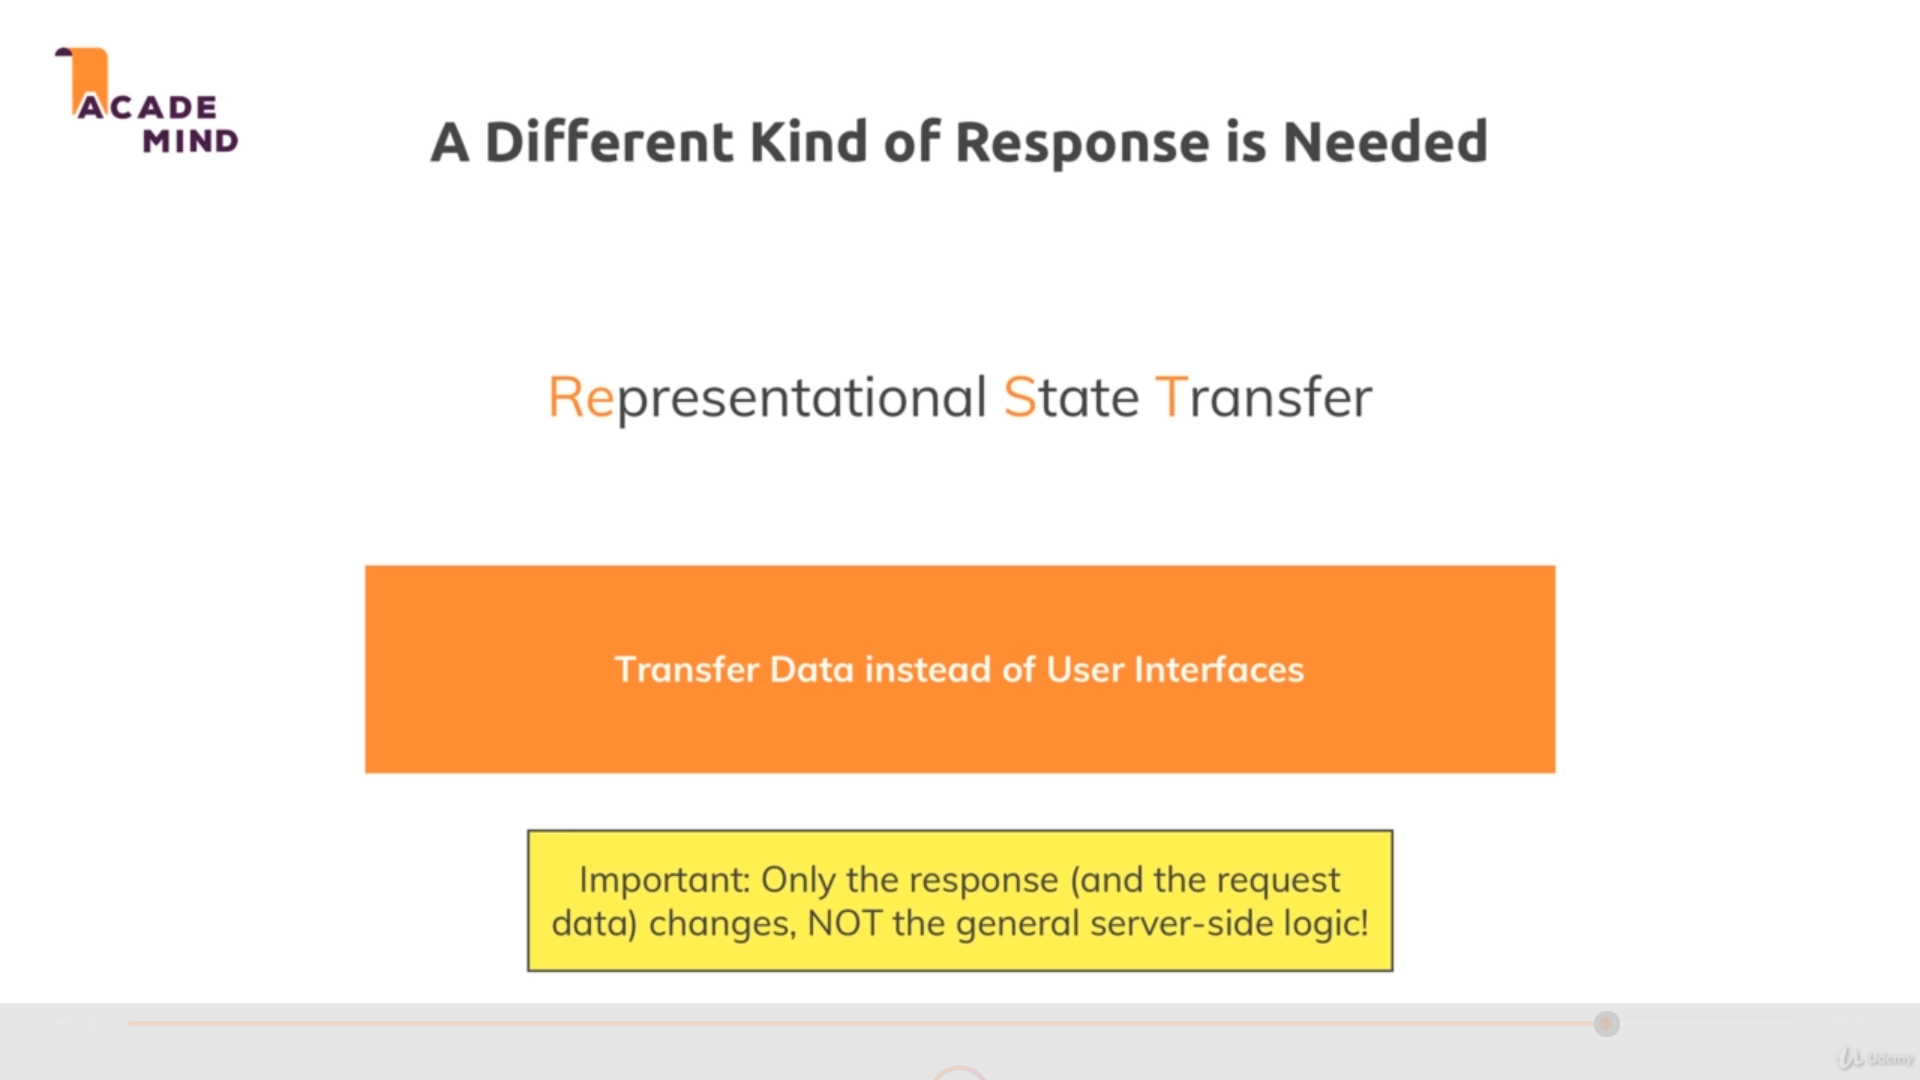 ACADE
MIND
A Different Kind of Response is Needed
Representational State Transfer
Transfer Data instead of User Interfaces
Important: Only the response (and the request
data) changes, NOT the general server-side logic!
Udemy